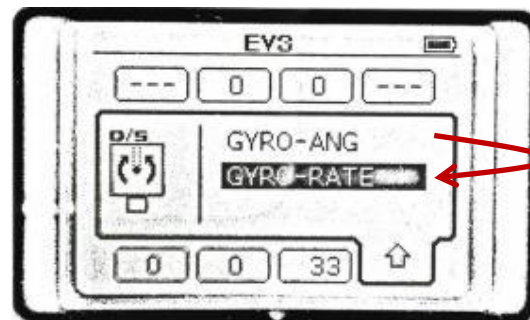 EV3
--- 0 0 ---
O/S
GYRO-ANG
GYRO-RATE
0 0 33